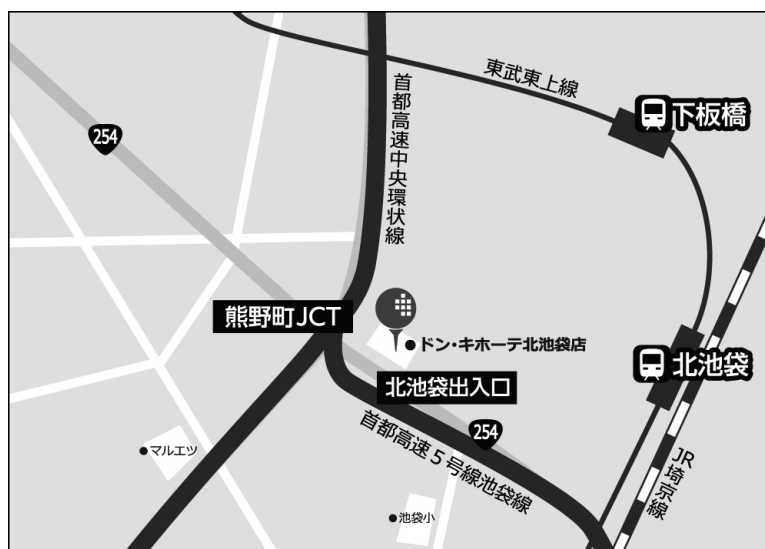 東武東上線
下板橋
首都高速中央環状線
254
熊野町JCT
ドン・キホーテ北池袋店
北池袋
北池袋出入口
254
首都高速5号線池袋線
マルエツ
JR埼京線
池袋小